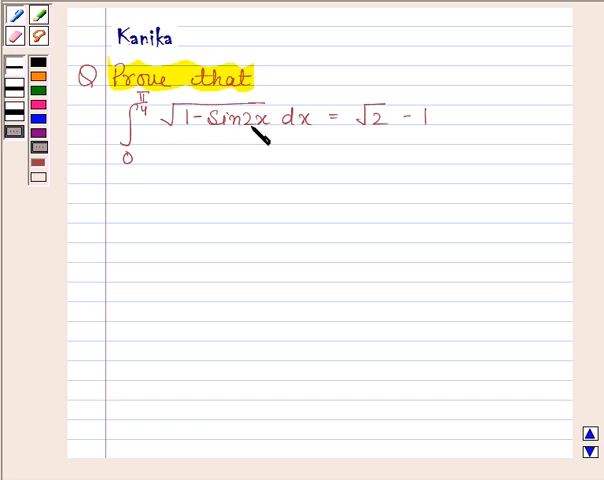 Kanika
Q Prove that
∫₀^(π/4) √(1 - Sin2x) dx = √2 - 1